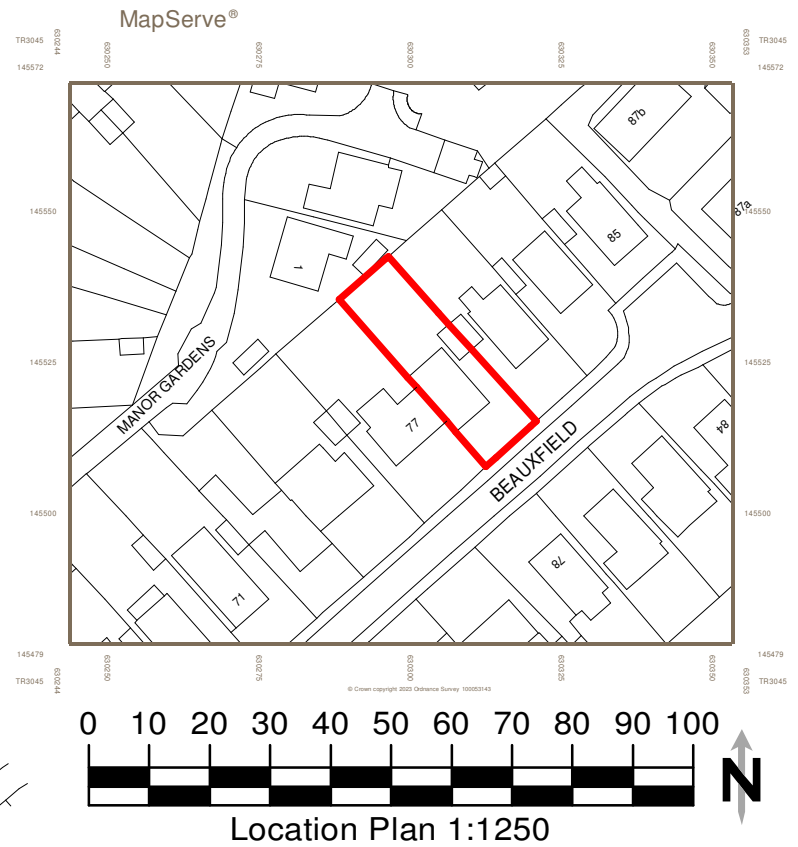 MapServe®
TR3045
630244
630250
630275
630300
630325
630350
630353
TR3045
145572
145572
87b
87a
145550
145550
85
1
145525
145525
MANOR GARDENS
77
BEAUXFIELD
84
145500
145500
78
71
145479
145479
TR3045
630244
630250
630275
630300
630325
630350
630353
TR3045
© Crown copyright 2023 Ordnance Survey 100053143
0 10 20 30 40 50 60 70 80 90 100
N
Location Plan 1:1250